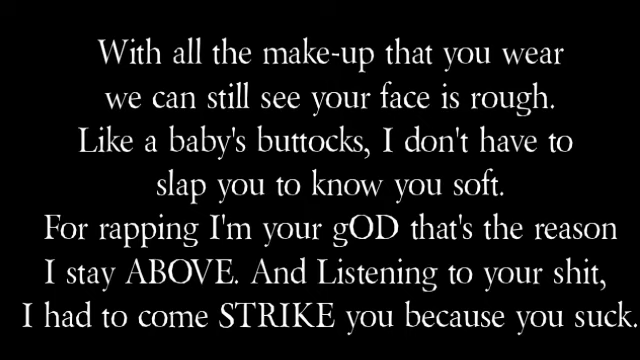 With all the make-up that you wear
we can still see your face is rough.
Like a baby's buttocks, I don't have to
slap you to know you soft.
For rapping I'm your gOD that's the reason
I stay ABOVE. And Listening to your shit,
I had to come STRIKE you because you suck.